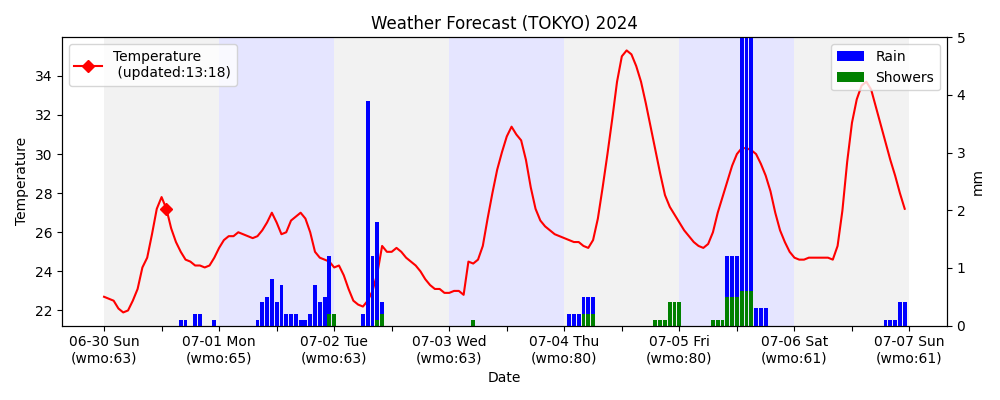 Weather Forecast (TOKYO) 2024
Temperature
(updated:13:18)
Rain
Showers
Temperature
34
32
30
28
26
24
22
5
4
3
2
1
0
mm
06-30 Sun
(wmo:63)
07-01 Mon
(wmo:65)
07-02 Tue
(wmo:63)
07-03 Wed
(wmo:63)
07-04 Thu
(wmo:80)
07-05 Fri
(wmo:80)
07-06 Sat
(wmo:61)
07-07 Sun
(wmo:61)
Date